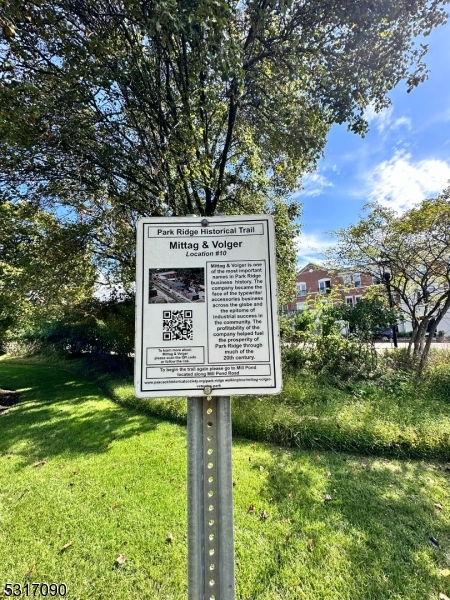 Park Ridge Historical Trail
Mittag & Volger
Location #10
Mittag & Volger is one
of the most important
names in Park Ridge
business history. The
company became the
face of the typewriter
accessories business
across the globe and
the epitome of
industrial success in
the community. The
profitability of the
company helped fuel
the prosperity of
Park Ridge through
much of the
20th century.
To learn more about
Mittag & Volger
please scan the QR code
or follow the link
To begin the trail again please go to Mill Pond
located along Mill Pond Road
5317090